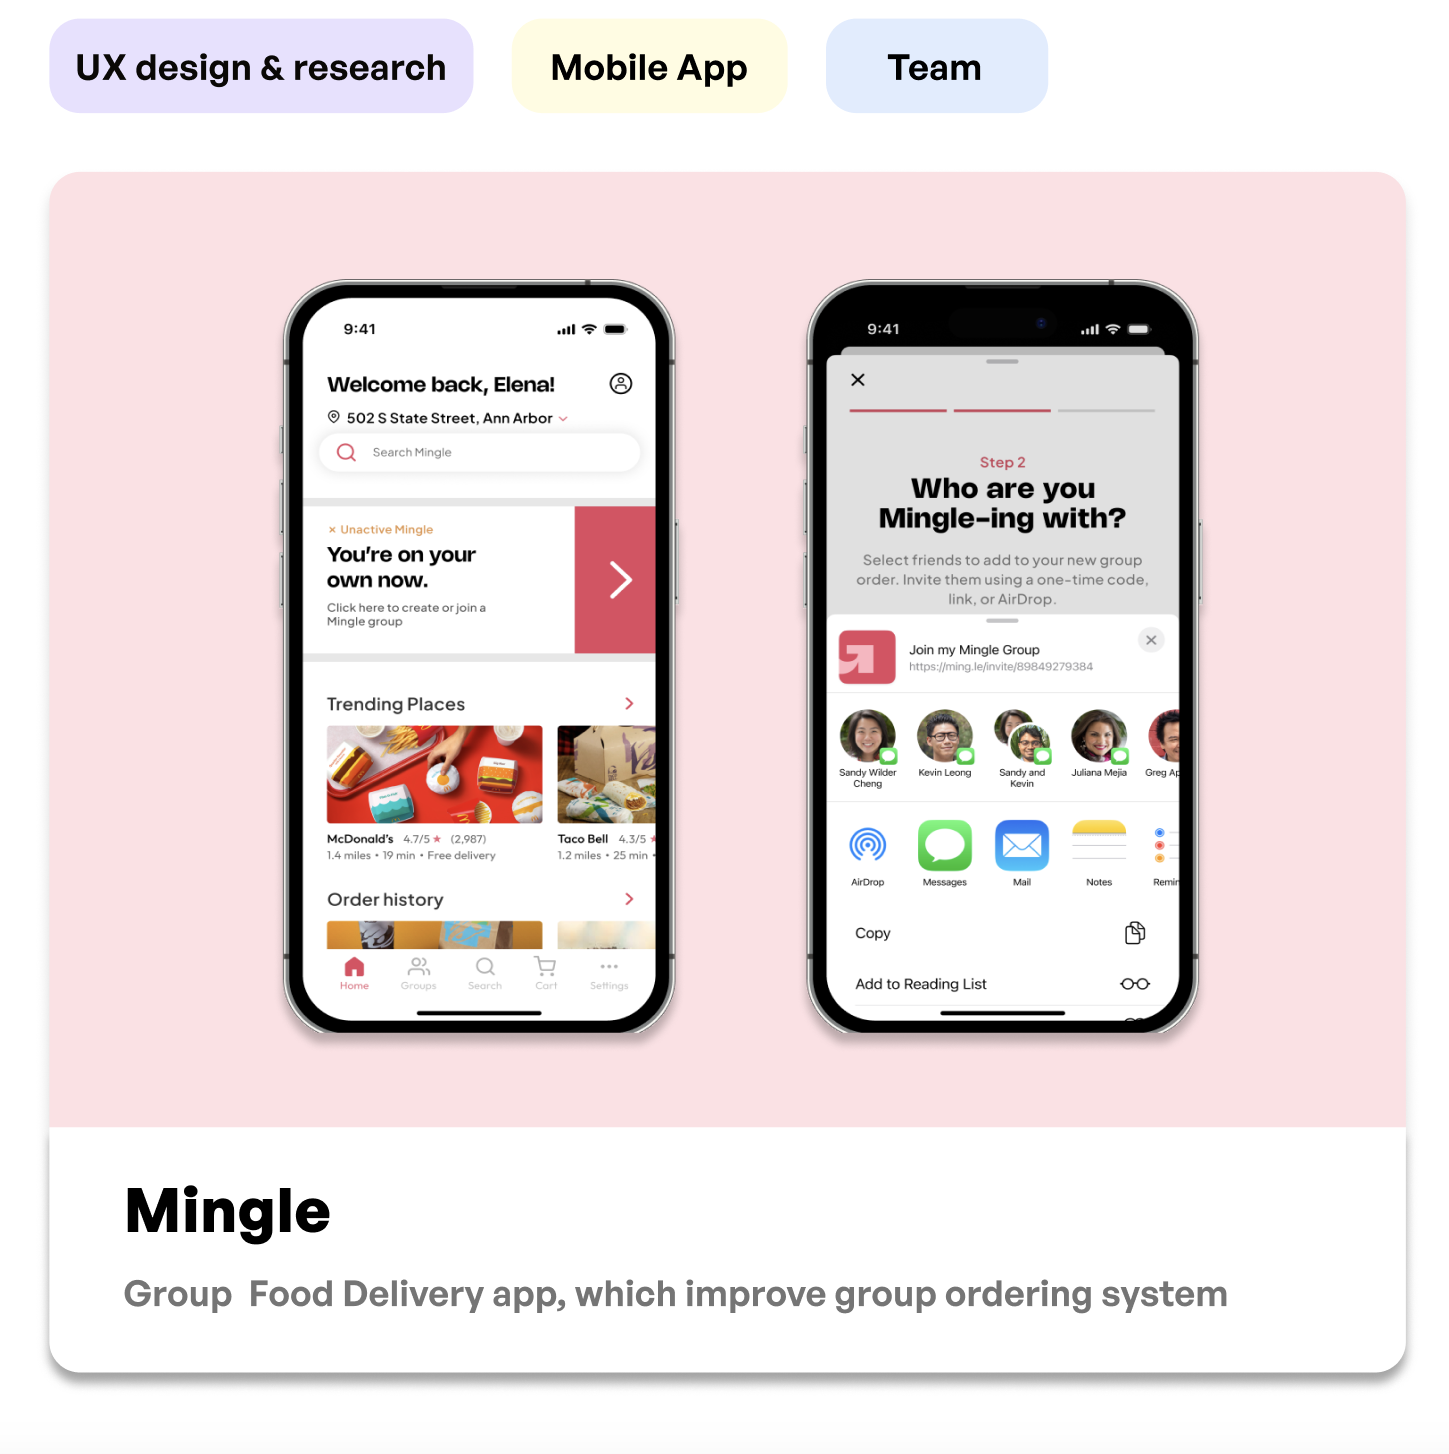 UX design & research
Mobile App
Team
9:41
Welcome back, Elena!
502 S State Street, Ann Arbor
Search Mingle
× Unactive Mingle
You're on your
own now.
Click here to create or join a
Mingle group
Trending Places
McDonald's 4.7/5 ★ (2,987)
1.4 miles • 19 min • Free delivery
Taco Bell 4.3/5 ★
1.2 miles • 25 min •
Order history
Home
Groups
Search
Cart
Settings
9:41
Step 2
Who are you
Mingle-ing with?
Select friends to add to your new group
order. Invite them using a one-time code,
link, or AirDrop.
Join my Mingle Group
https://ming.le/invite/89849279384
Sandy Wilder
Cheng
Kevin Leong
Sandy and
Kevin
Juliana Mejia
Greg Ap
AirDrop
Messages
Mail
Notes
Remin
Copy
Add to Reading List
Mingle
Group  Food Delivery app, which improve group ordering system